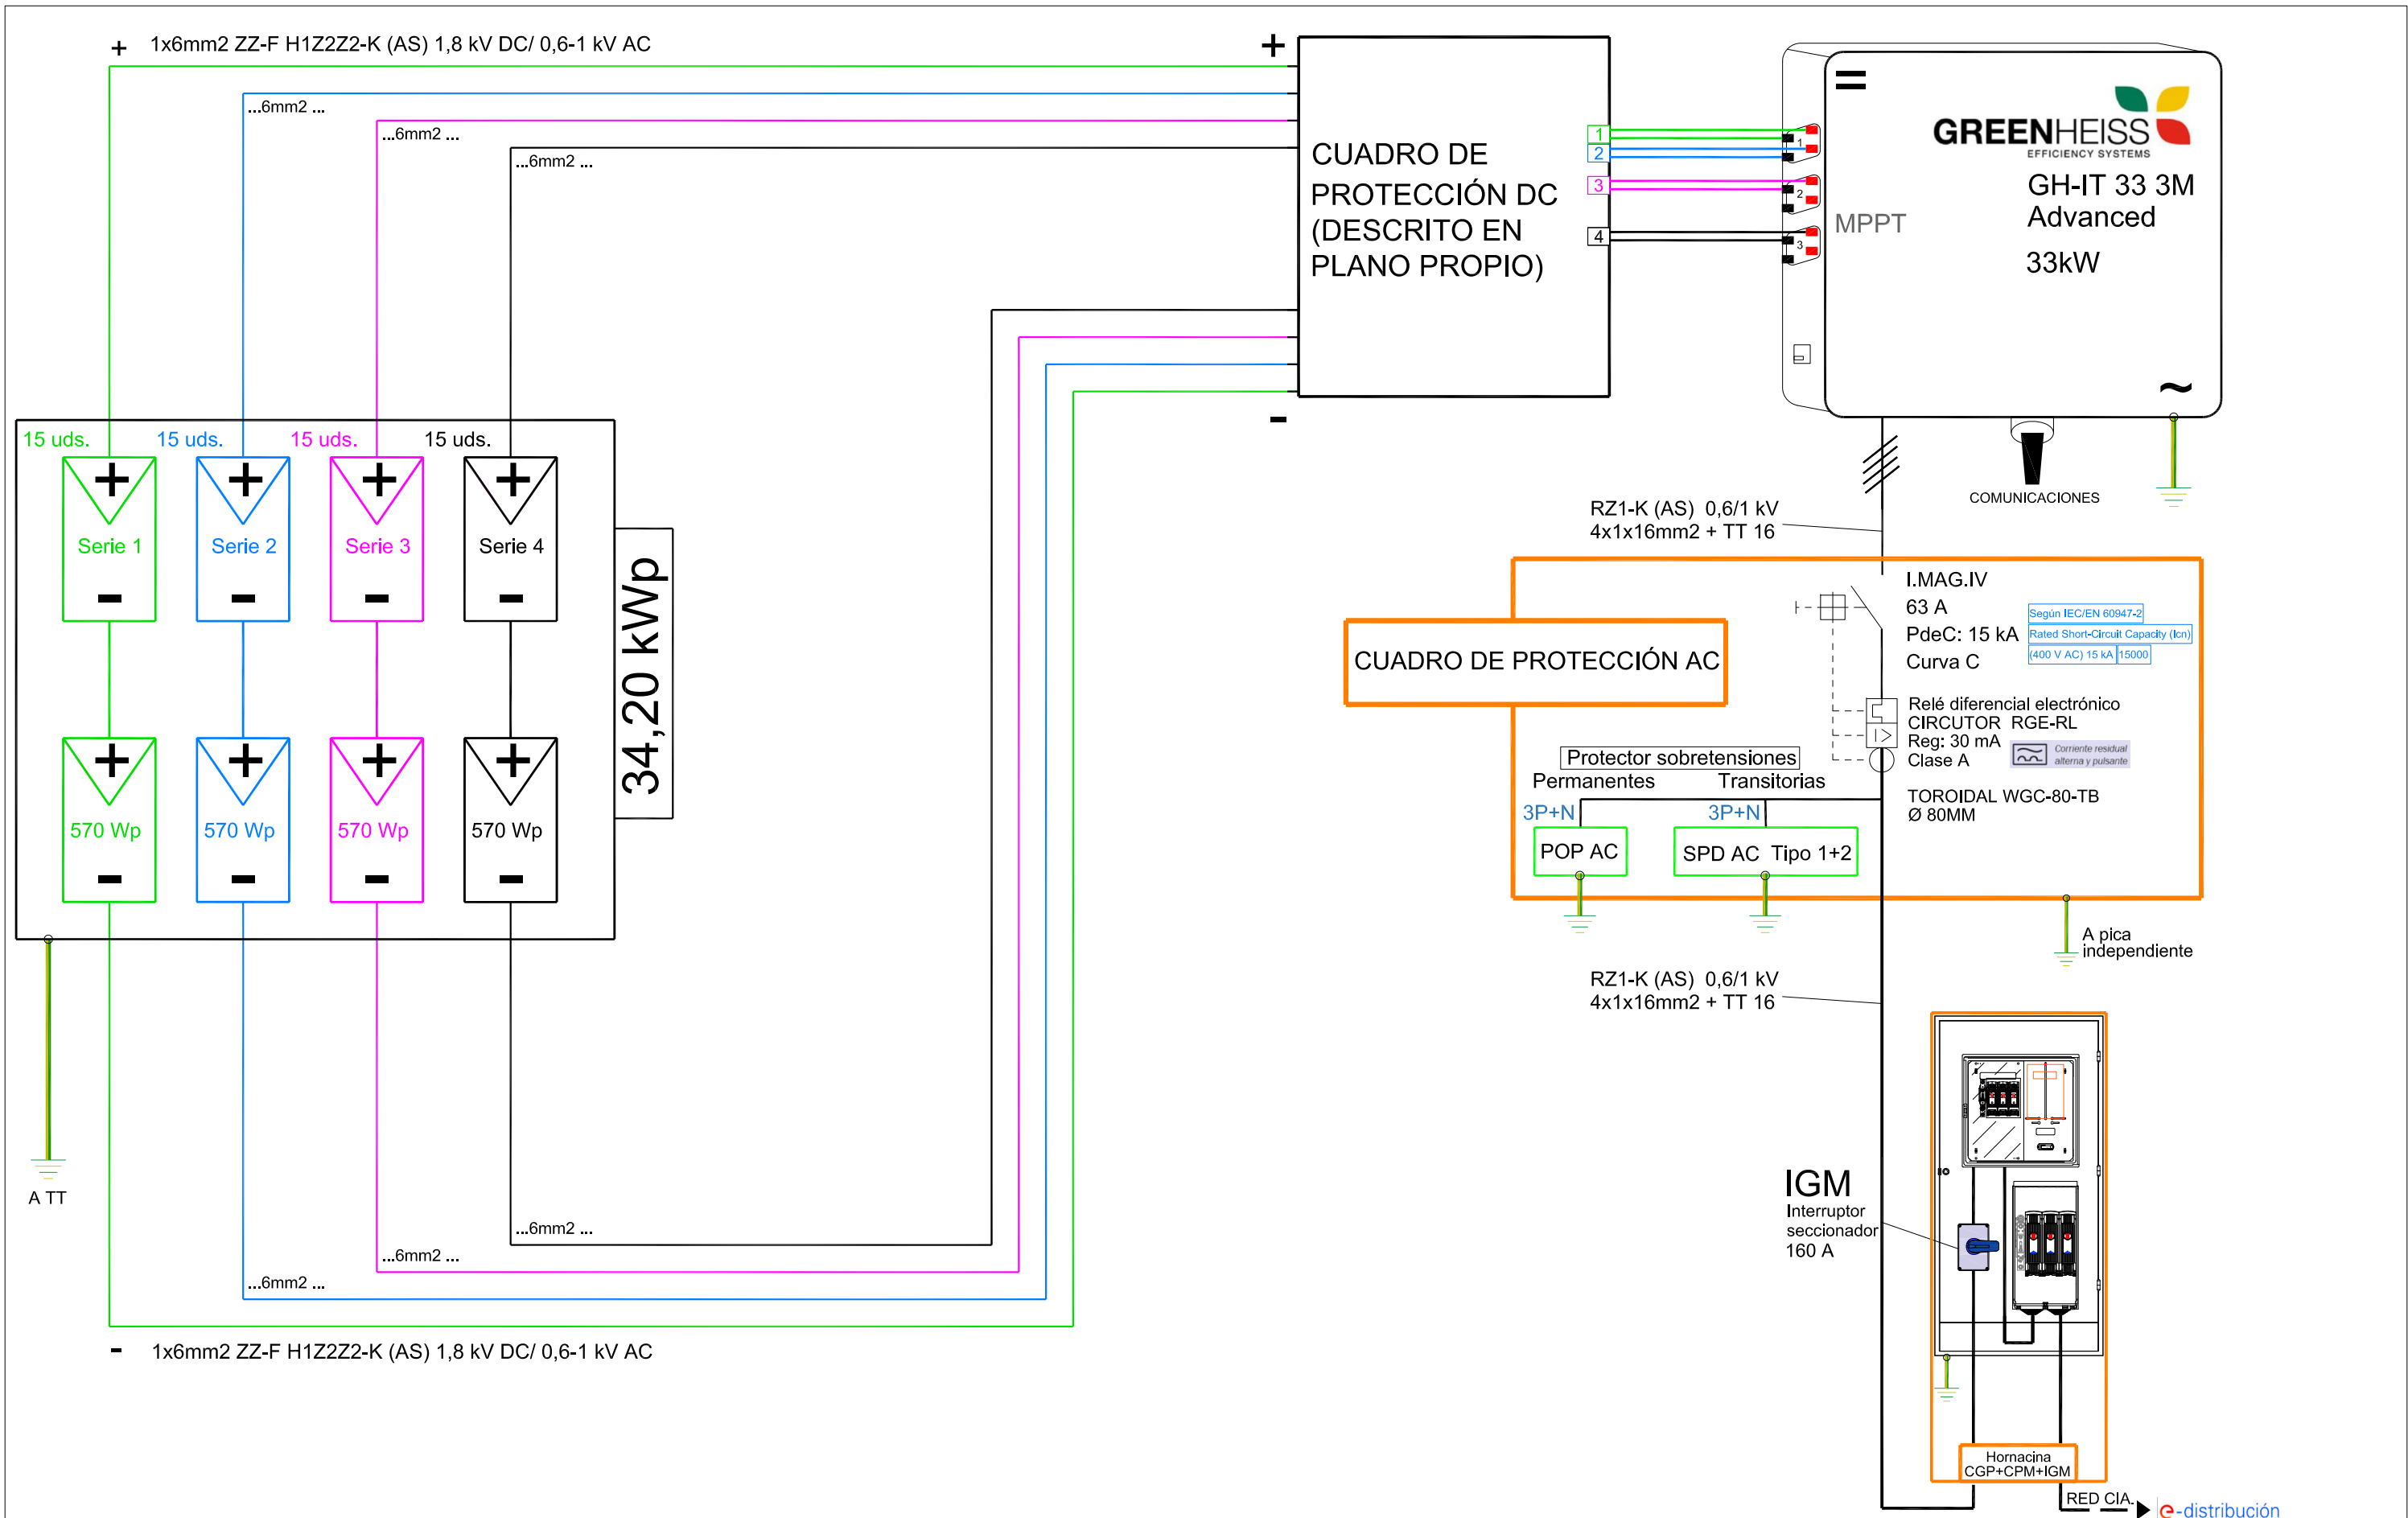 + 1x6mm2 ZZ-F H1Z2Z2-K (AS) 1,8 kV DC/ 0,6-1 kV AC
...6mm2 ...
...6mm2 ...
...6mm2 ...
+
CUADRO DE
PROTECCIÓN DC
(DESCRITO EN
PLANO PROPIO)
-
1
2
3
4
=
1
2
3
MPPT
GREENHEISS
EFFICIENCY SYSTEMS
GH-IT 33 3M
Advanced
33kW
~
COMUNICACIONES
15 uds.
15 uds.
15 uds.
15 uds.
+
+
+
+
Serie 1
Serie 2
Serie 3
Serie 4
-
-
-
-
+
+
+
+
570 Wp
570 Wp
570 Wp
570 Wp
-
-
-
-
34,20 kWp
A TT
RZ1-K (AS) 0,6/1 kV
4x1x16mm2 + TT 16
CUADRO DE PROTECCIÓN AC
I.MAG.IV
63 A
PdeC: 15 kA
Curva C
Según IEC/EN 60947-2
Rated Short-Circuit Capacity (Icn)
(400 V AC) 15 kA 15000
Relé diferencial electrónico
CIRCUTOR RGE-RL
Reg: 30 mA
Clase A
Corriente residual
alterna y pulsante
TOROIDAL WGC-80-TB
Ø 80MM
I>
Protector sobretensiones
Permanentes
Transitorias
3P+N
3P+N
POP AC
SPD AC Tipo 1+2
A pica
independiente
RZ1-K (AS) 0,6/1 kV
4x1x16mm2 + TT 16
IGM
Interruptor
seccionador
160 A
...6mm2 ...
...6mm2 ...
...6mm2 ...
- 1x6mm2 ZZ-F H1Z2Z2-K (AS) 1,8 kV DC/ 0,6-1 kV AC
Hornacina
CGP+CPM+IGM
RED CIA.
e-distribución